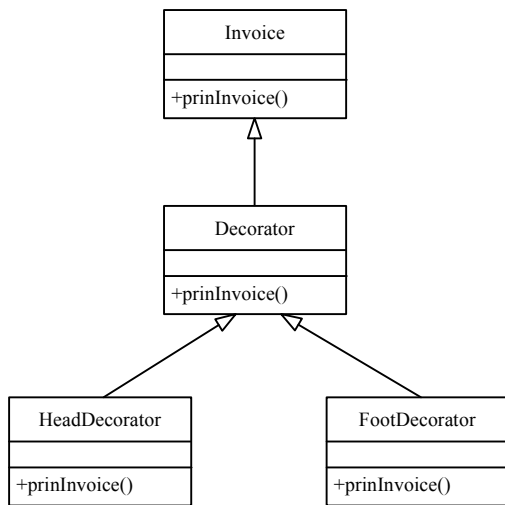 Invoice
+prinInvoice()
Decorator
+prinInvoice()
HeadDecorator
FootDecorator
+prinInvoice()
+prinInvoice()